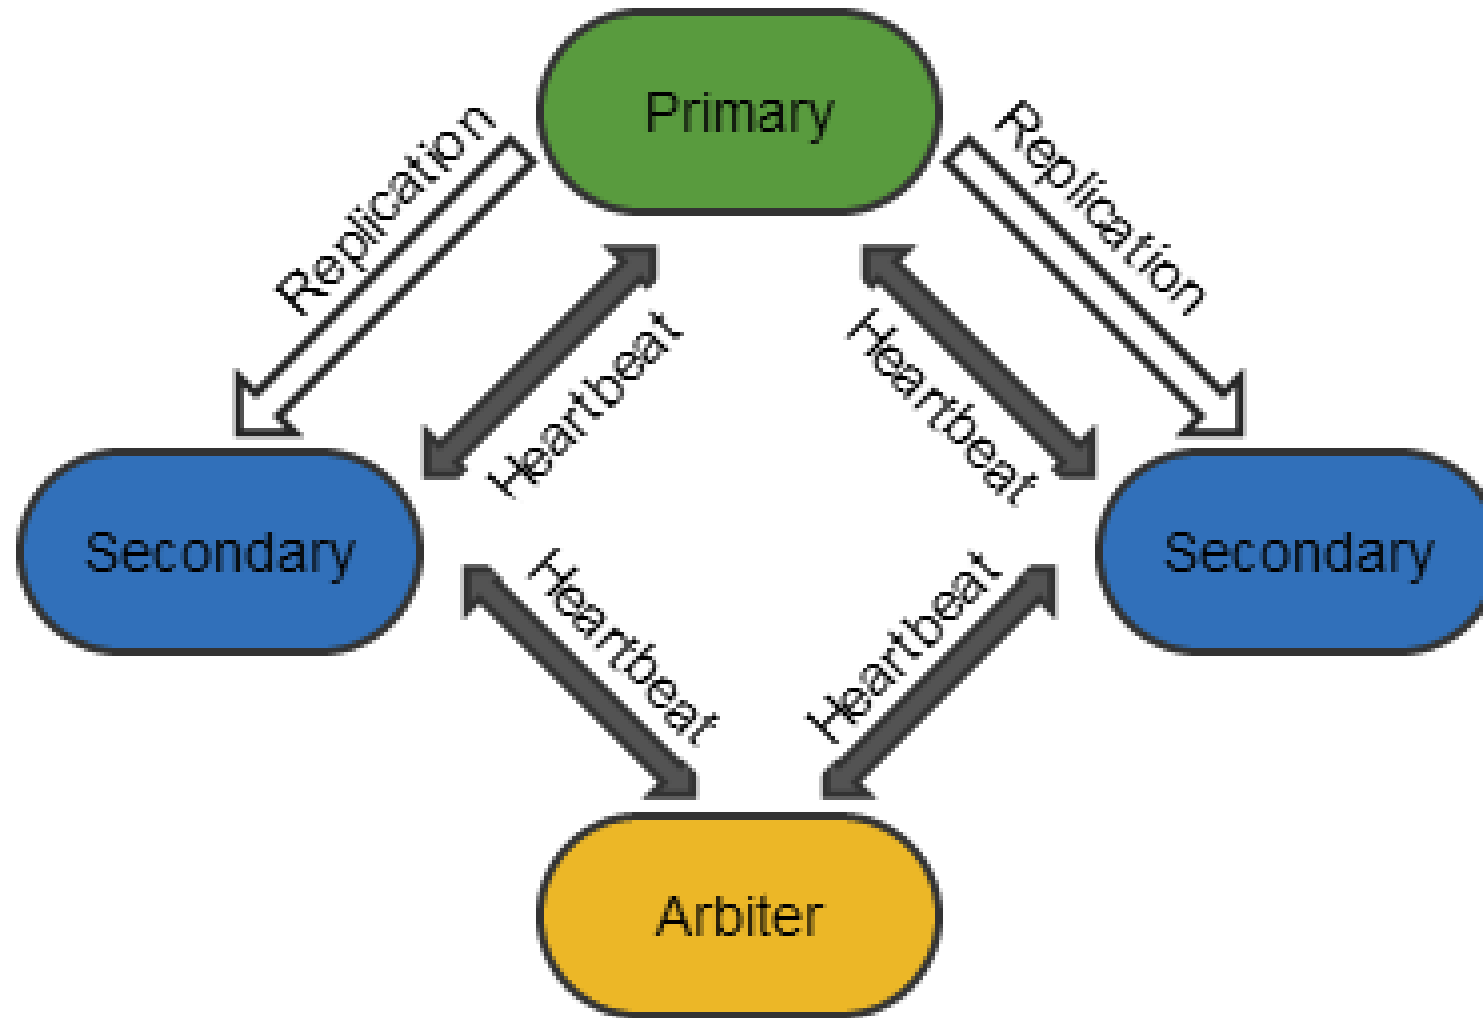 Primary
Replication
Replication
Heartbeat
Heartbeat
Secondary
Secondary
Heartbeat
Heartbeat
Arbiter